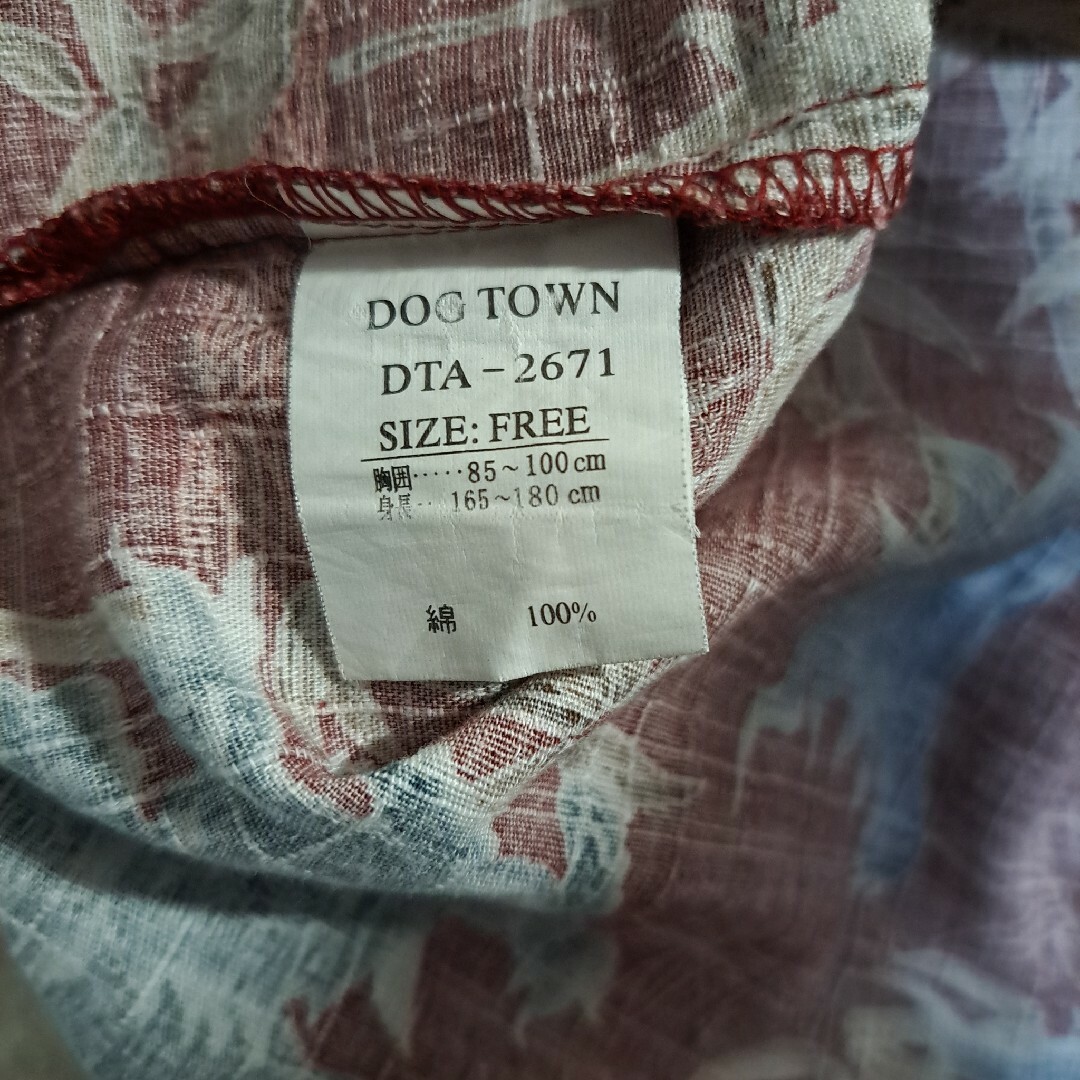 DOG TOWN
DTA-2671
SIZE: FREE
胸囲·····85~100cm
身長··165~180cm
綿 100%